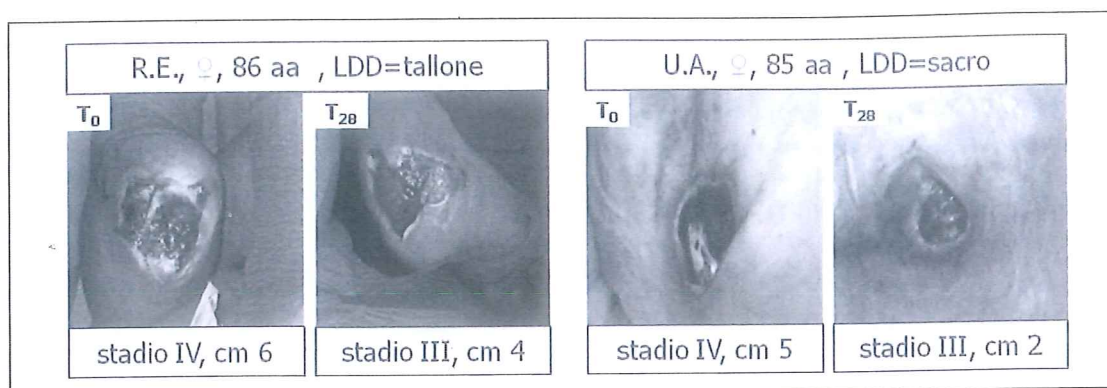 R.E., ♀, 86 aa , LDD=tallone
T0
T28
stadio IV, cm 6
stadio III, cm 4
U.A., ♀, 85 aa , LDD=sacro
T0
T28
stadio IV, cm 5
stadio III, cm 2